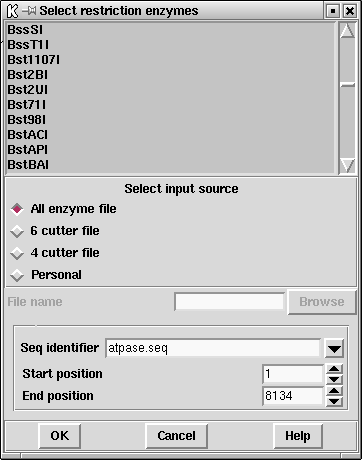 Select restriction enzymes
BssSI
BssT1I
Bst1107I
Bst2BI
Bst2UI
Bst71I
Bst98I
BstACI
BstAPI
BstBAI
Select input source
All enzyme file
6 cutter file
4 cutter file
Personal
File name
Browse
Seq identifier atpase.seq
Start position 1
End position 8134
OK Cancel Help